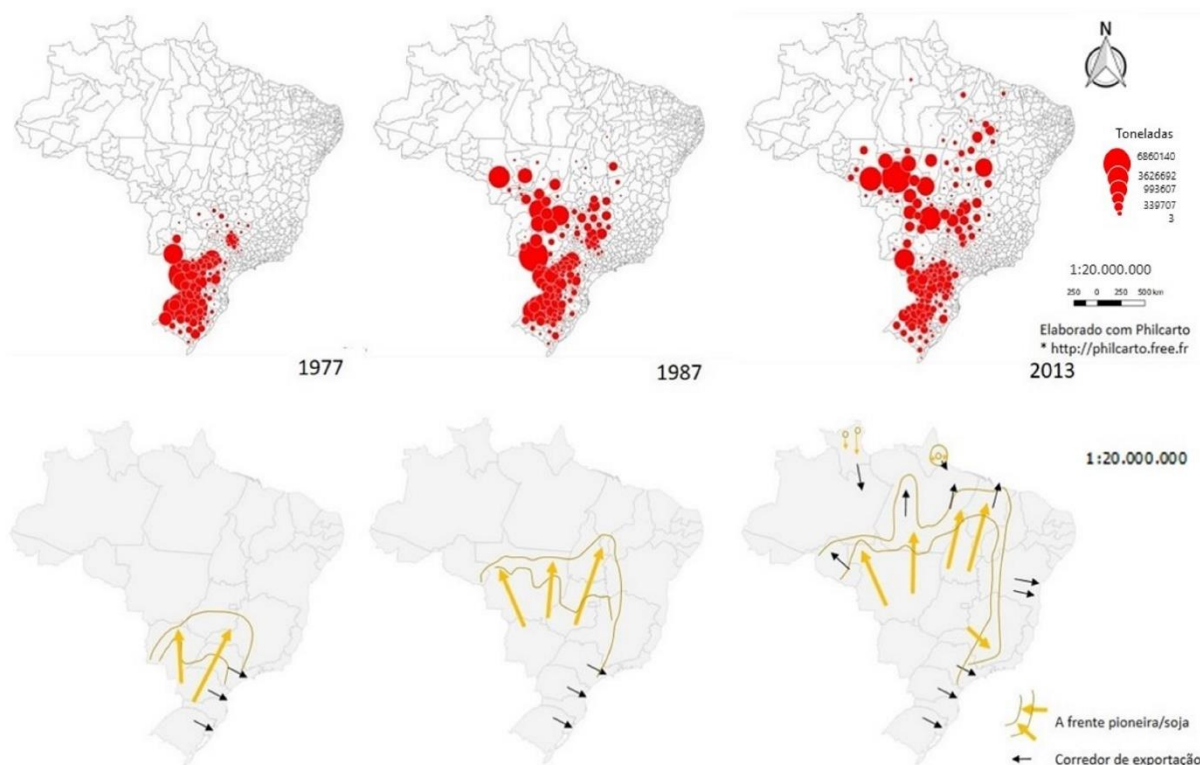 N
Toneladas
6860140
3626692
993607
339707
3
1:20.000.000
250 0 250 500 km
Elaborado com Philcarto
* http://philcarto.free.fr
1977
1987
2013
1:20.000.000
A frente pioneira/soja
Corredor de exportação